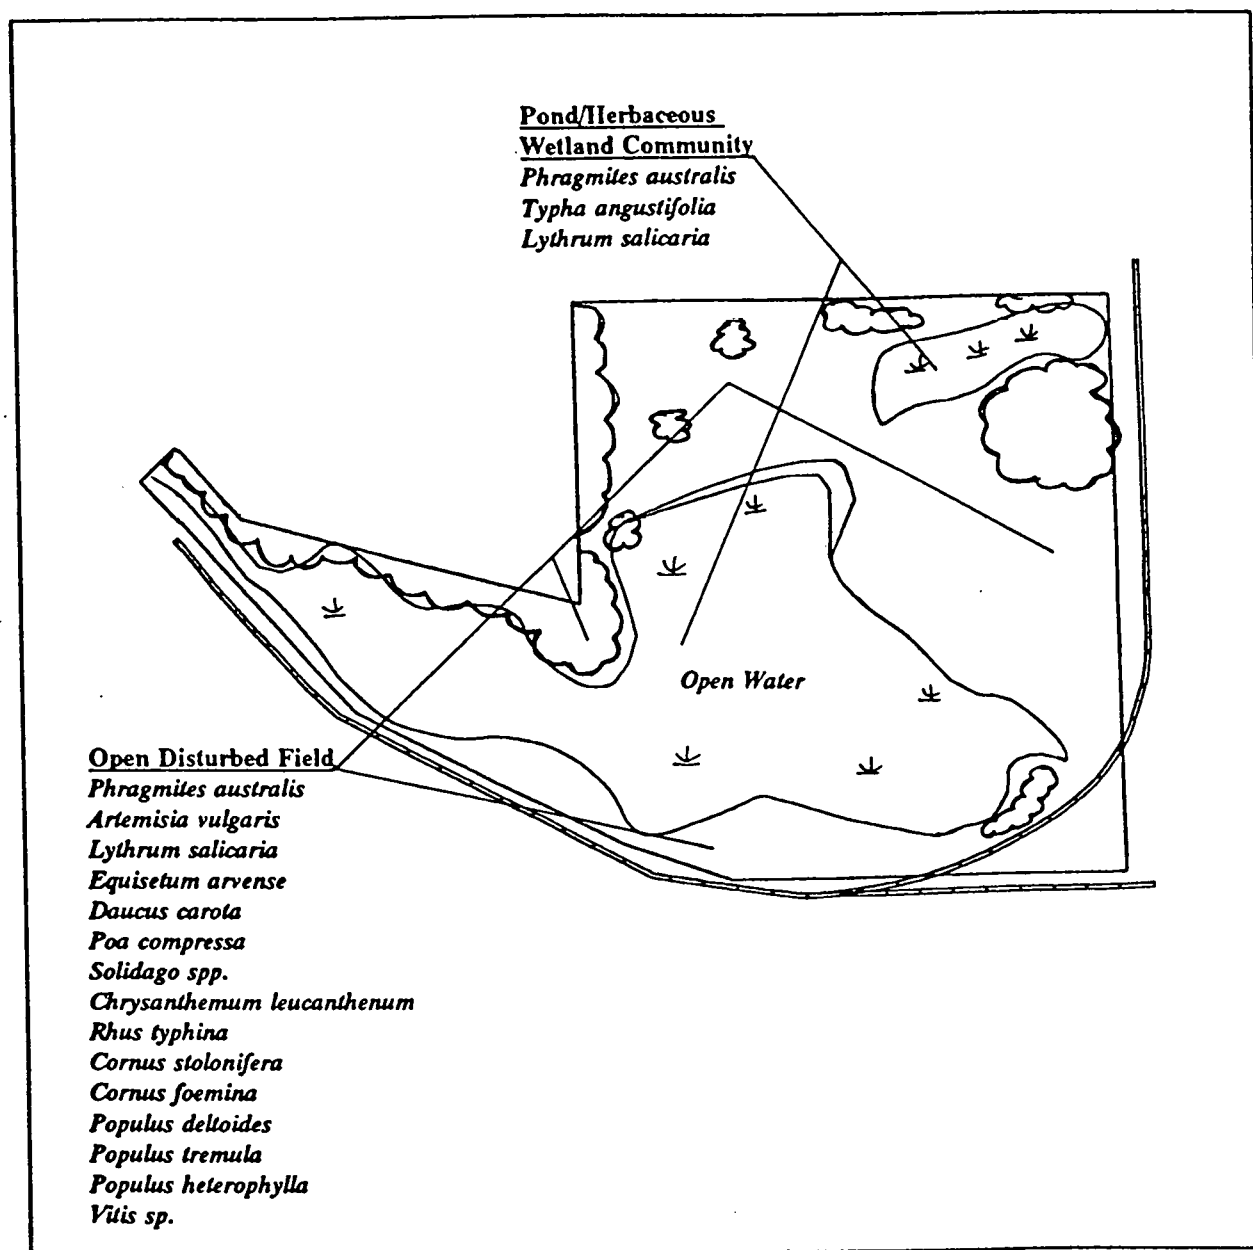 Pond/Herbaceous
Wetland Community
Phragmites australis
Typha angustifolia
Lythrum salicaria
Open Water
Open Disturbed Field
Phragmites australis
Artemisia vulgaris
Lythrum salicaria
Equisetum arvense
Daucus carota
Poa compressa
Solidago spp.
Chrysanthemum leucanthenum
Rhus typhina
Cornus stolonifera
Cornus foemina
Populus deltoides
Populus tremula
Populus heterophylla
Vitis sp.